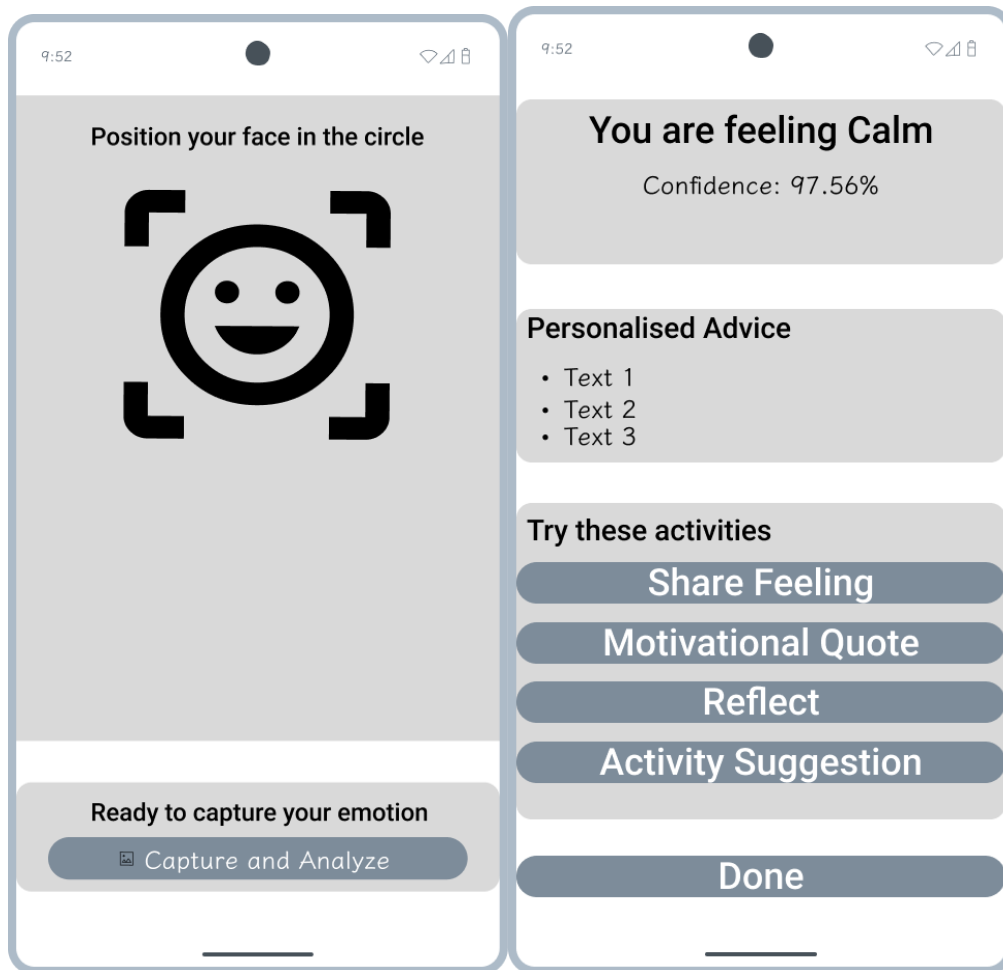 9:52
Position your face in the circle
Ready to capture your emotion
Capture and Analyze
9:52
You are feeling Calm
Confidence: 97.56%
Personalised Advice
• Text 1
• Text 2
• Text 3
Try these activities
Share Feeling
Motivational Quote
Reflect
Activity Suggestion
Done